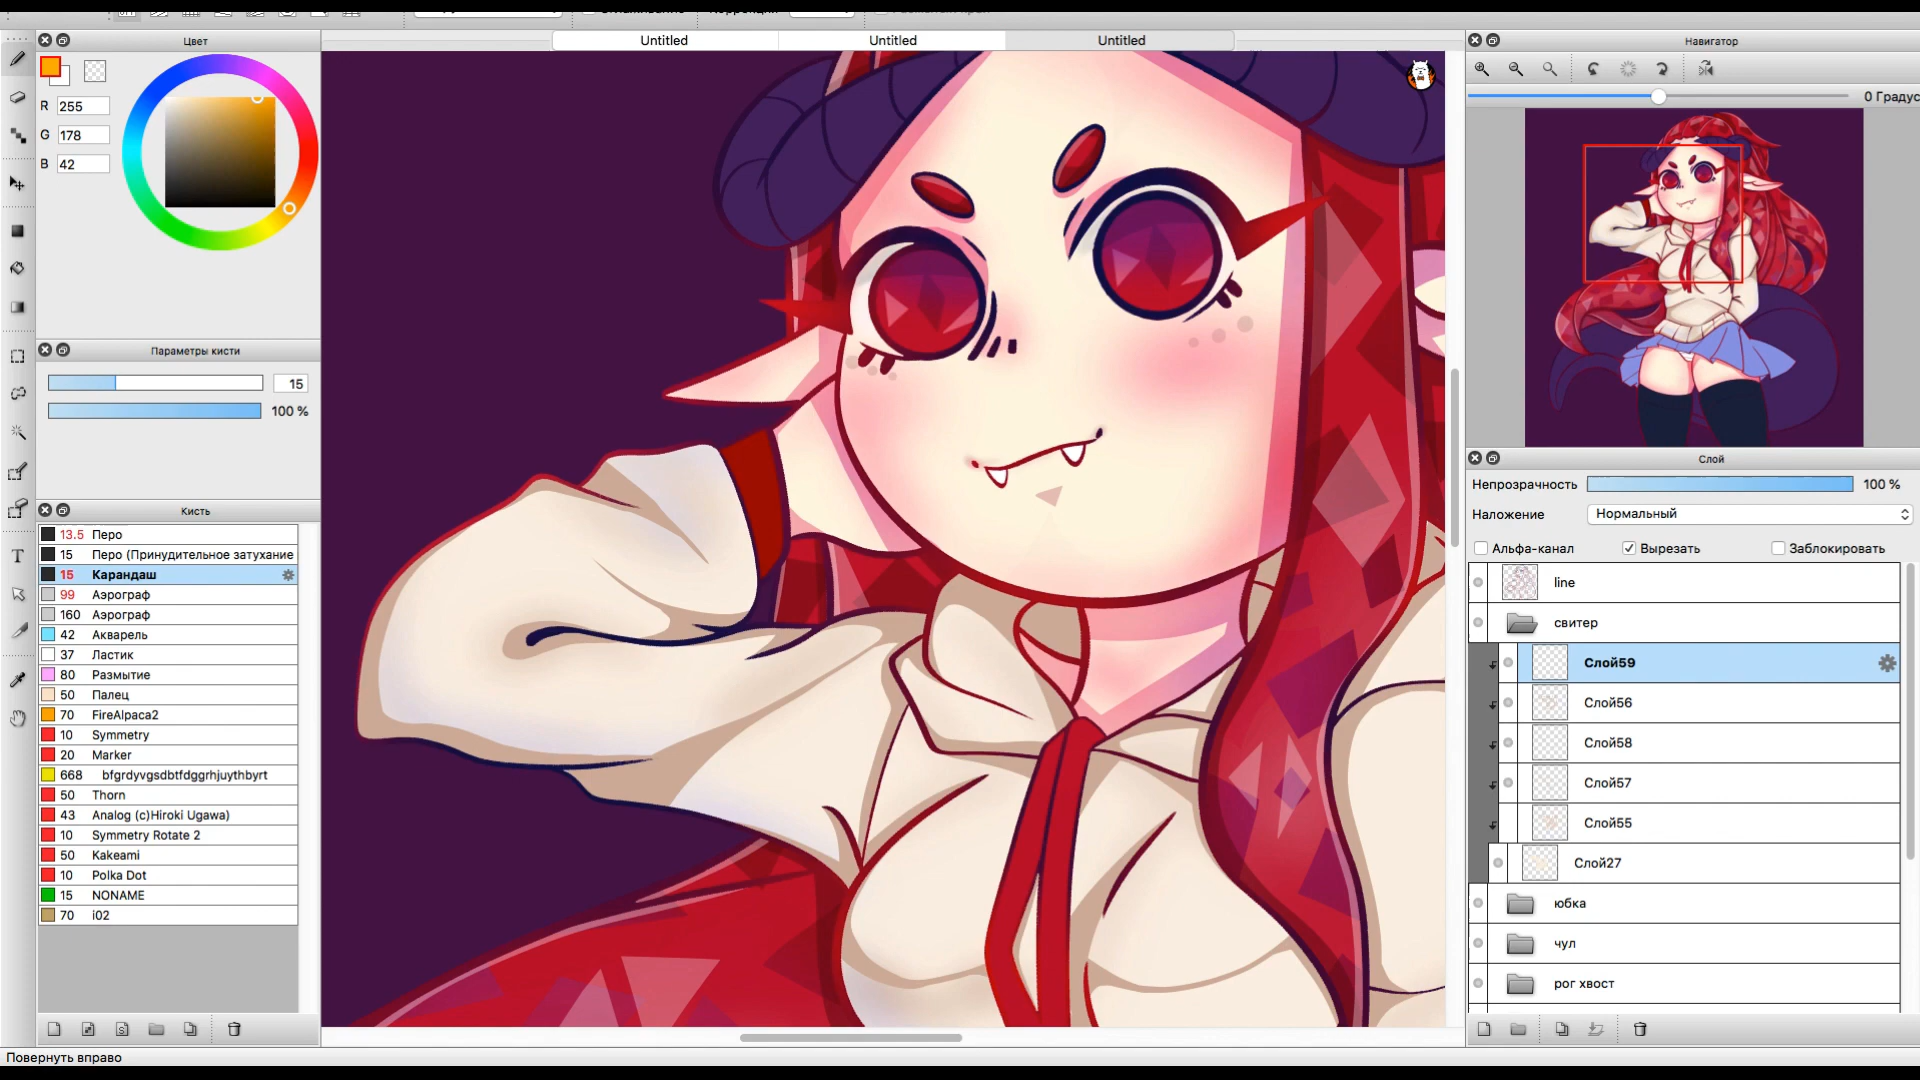 Сглаживание
Коррекция
Цвет
Untitled
Untitled
Untitled
Навигатор
R 255
G 178
B 42
0 Градус
Параметры кисти
15
100 %
Кисть
13.5 Перо
15 Перо (Принудительное затухание
15 Карандаш
99 Аэрограф
160 Аэрограф
42 Акварель
37 Ластик
80 Размытие
50 Палец
70 FireAlpaca2
10 Symmetry
20 Marker
668 bfgrdyvgsdbtfdggrhjuythbyrt
50 Thorn
43 Analog (c)Hiroki Ugawa)
10 Symmetry Rotate 2
50 Kakeami
10 Polka Dot
15 NONAME
70 i02
T
Слой
Непрозрачность 100 %
Наложение Нормальный
Альфа-канал Вырезать Заблокировать
line
свитер
Слой59
Слой56
Слой58
Слой57
Слой55
Слой27
юбка
чул
рог хвост
Повернуть вправо